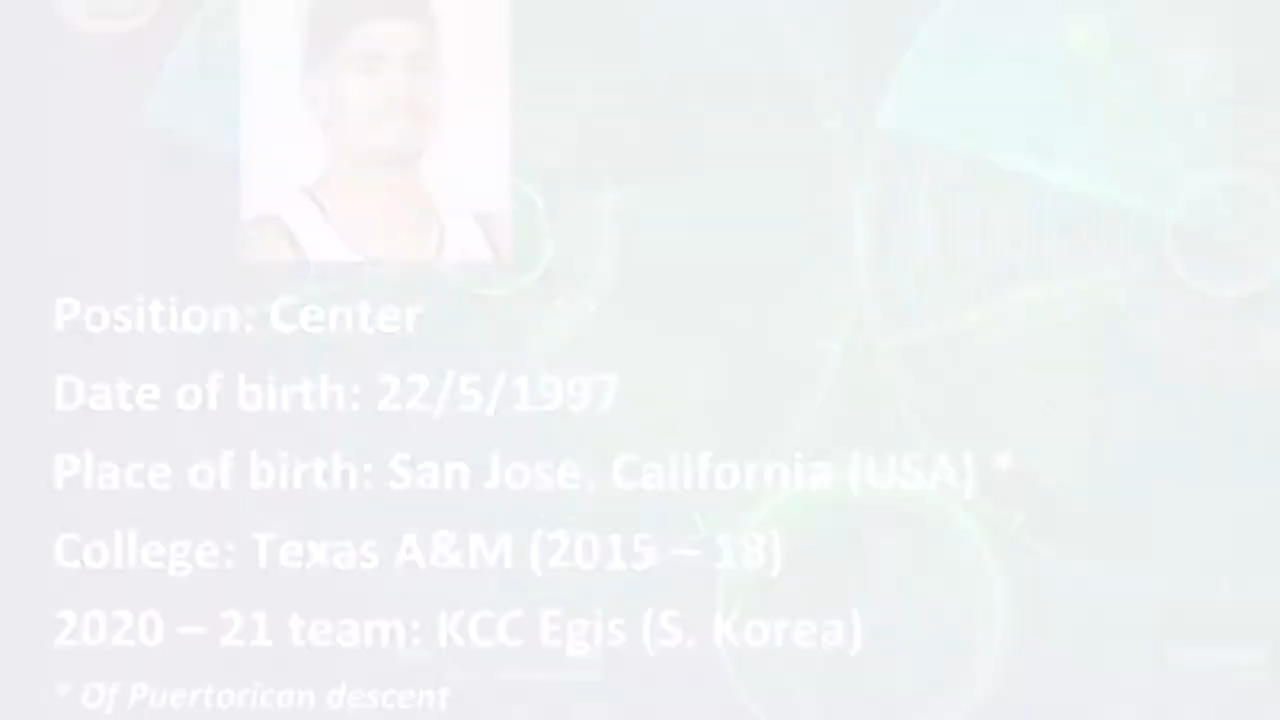 Position: Center
Date of birth: 22/5/1997
Place of birth: San Jose, California (USA) *
College: Texas A&M (2015 – 18)
2020 – 21 team: KCC Egis (S. Korea)
* Of Puertorican descent